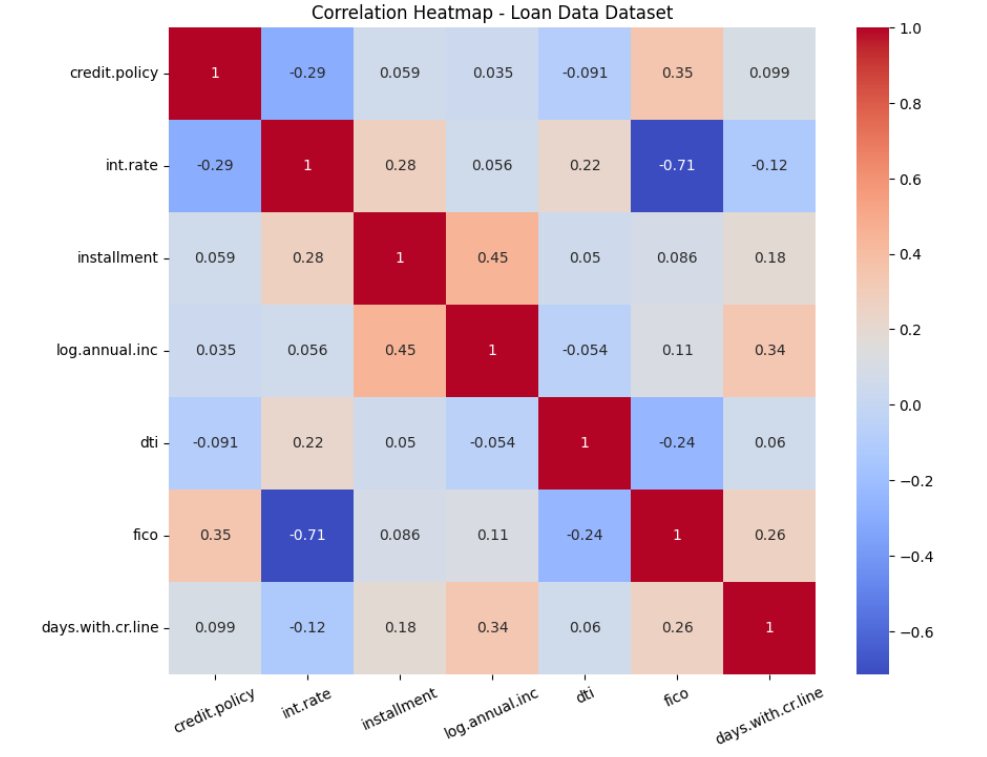 Correlation Heatmap - Loan Data Dataset
credit.policy 1 -0.29 0.059 0.035 -0.091 0.35 0.099
int.rate -0.29 1 0.28 0.056 0.22 -0.71 -0.12
installment 0.059 0.28 1 0.45 0.05 0.086 0.18
log.annual.inc 0.035 0.056 0.45 1 -0.054 0.11 0.34
dti -0.091 0.22 0.05 -0.054 1 -0.24 0.06
fico 0.35 -0.71 0.086 0.11 -0.24 1 0.26
days.with.cr.line 0.099 -0.12 0.18 0.34 0.06 0.26 1
credit.policy int.rate installment log.annual.inc dti fico days.with.cr.line
1.0
0.8
0.6
0.4
0.2
0.0
−0.2
−0.4
−0.6